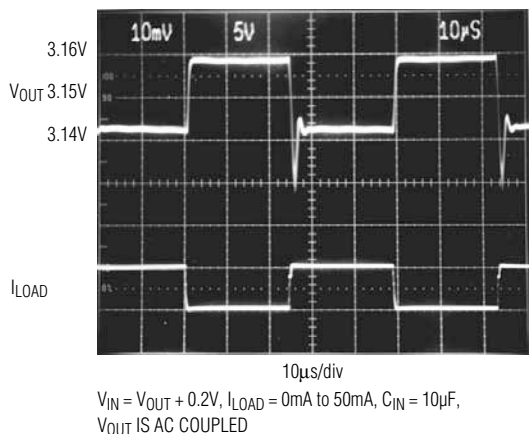 10mV 5V 10µS
3.16V
VOUT 3.15V
3.14V
ILOAD
10µs/div
VIN = VOUT + 0.2V, ILOAD = 0mA to 50mA, CIN = 10µF,
VOUT IS AC COUPLED